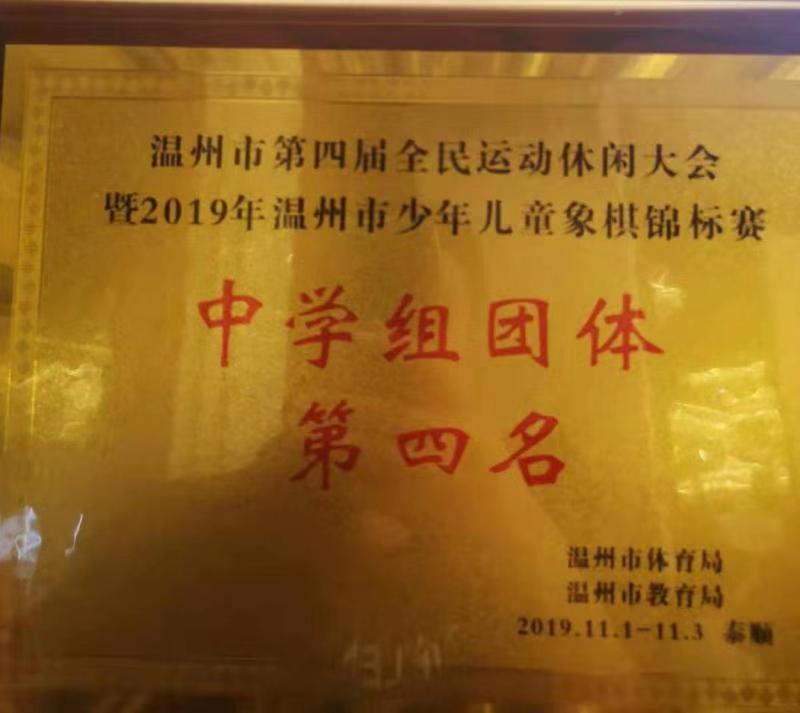 温州市第四届全民运动休闲大会
暨2019年温州市少年儿童象棋锦标赛
中学组团体
第四名
温州市体育局
温州市教育局
2019.11.1-11.3 泰顺